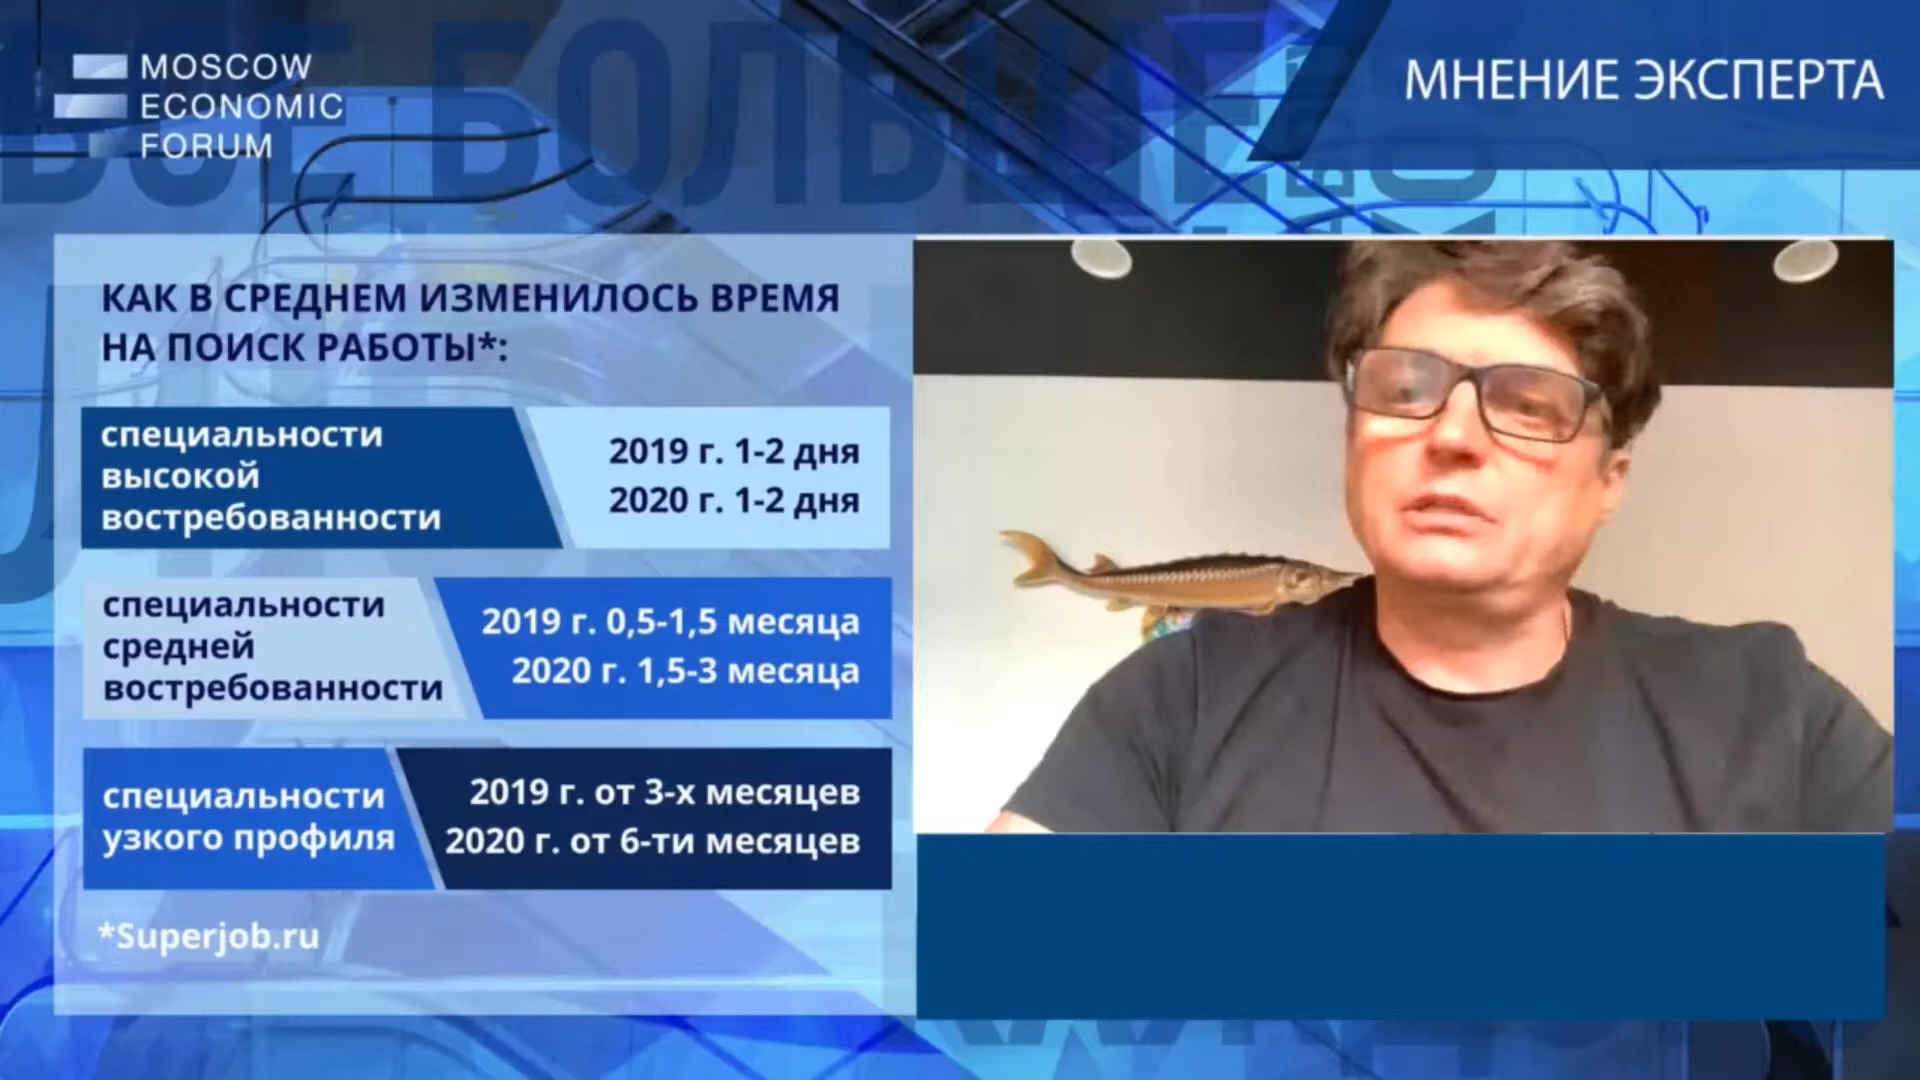 MOSCOW
ECONOMIC
FORUM
МНЕНИЕ ЭКСПЕРТА
КАК В СРЕДНЕМ ИЗМЕНИЛОСЬ ВРЕМЯ
НА ПОИСК РАБОТЫ*:
специальности
высокой
востребованности
2019 г. 1-2 дня
2020 г. 1-2 дня
специальности
средней
востребованности
2019 г. 0,5-1,5 месяца
2020 г. 1,5-3 месяца
специальности
узкого профиля
2019 г. от 3-х месяцев
2020 г. от 6-ти месяцев
*Superjob.ru